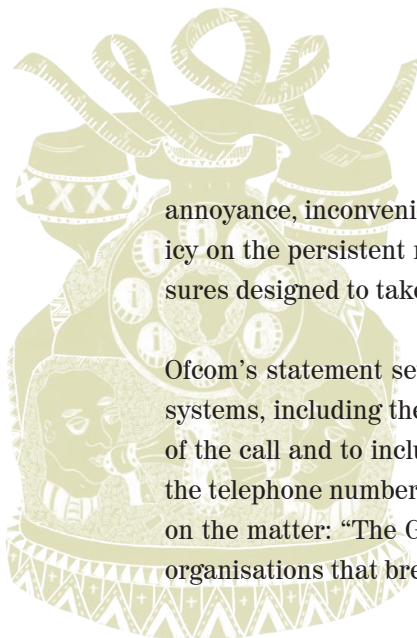 annoyance, inconveni
icy on the persistent
sures designed to take
Ofcom’s statement se
systems, including the
of the call and to inclu
the telephone number
on the matter: “The G
organisations that bre